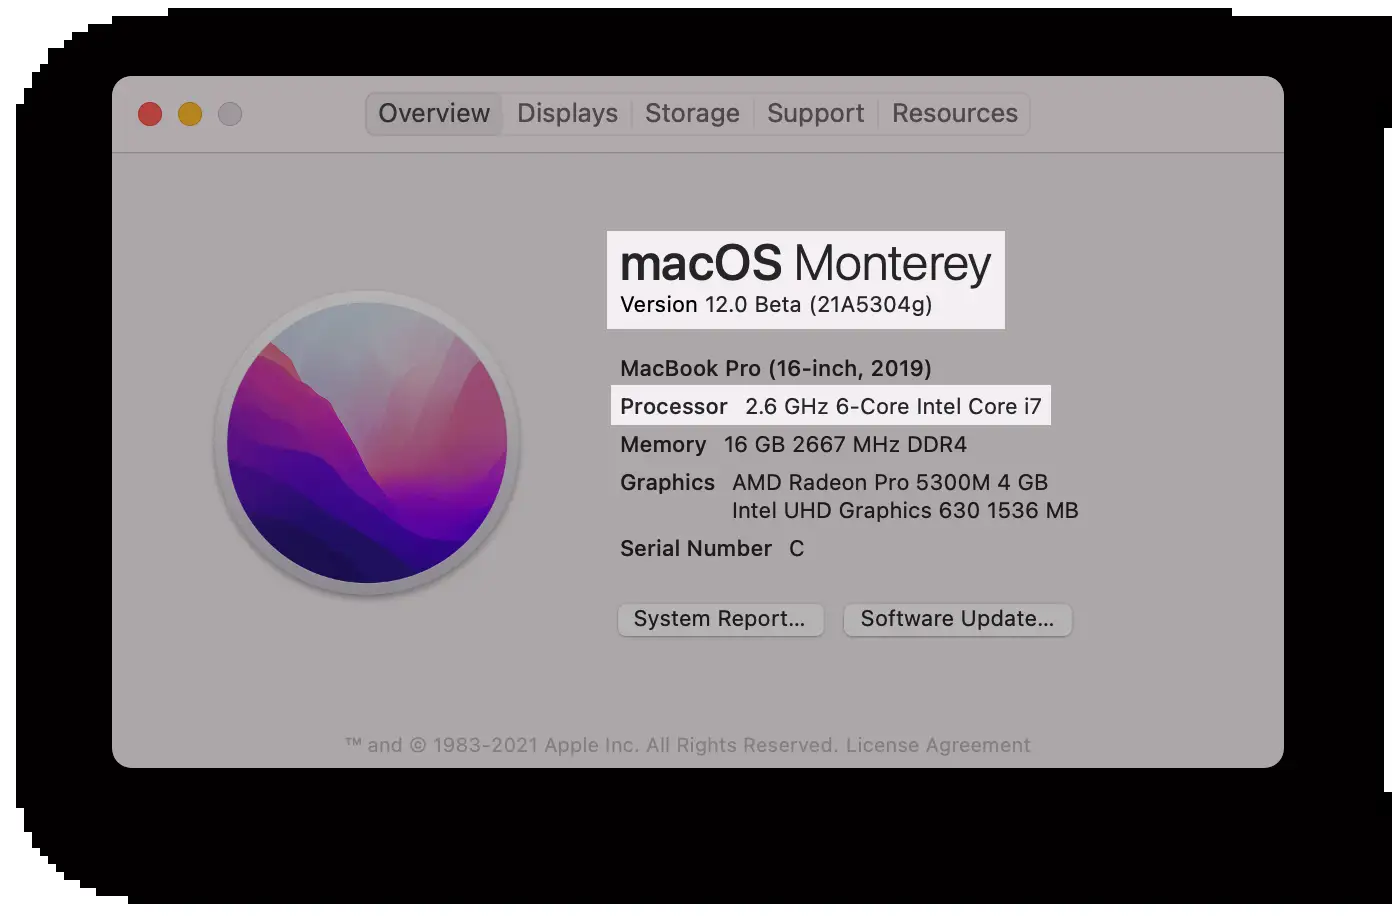 Overview Displays Storage Support Resources
macOS Monterey
Version 12.0 Beta (21A5304g)
MacBook Pro (16-inch, 2019)
Processor 2.6 GHz 6-Core Intel Core i7
Memory 16 GB 2667 MHz DDR4
Graphics AMD Radeon Pro 5300M 4 GB
Intel UHD Graphics 630 1536 MB
Serial Number C
System Report... Software Update...
™ and © 1983-2021 Apple Inc. All Rights Reserved. License Agreement